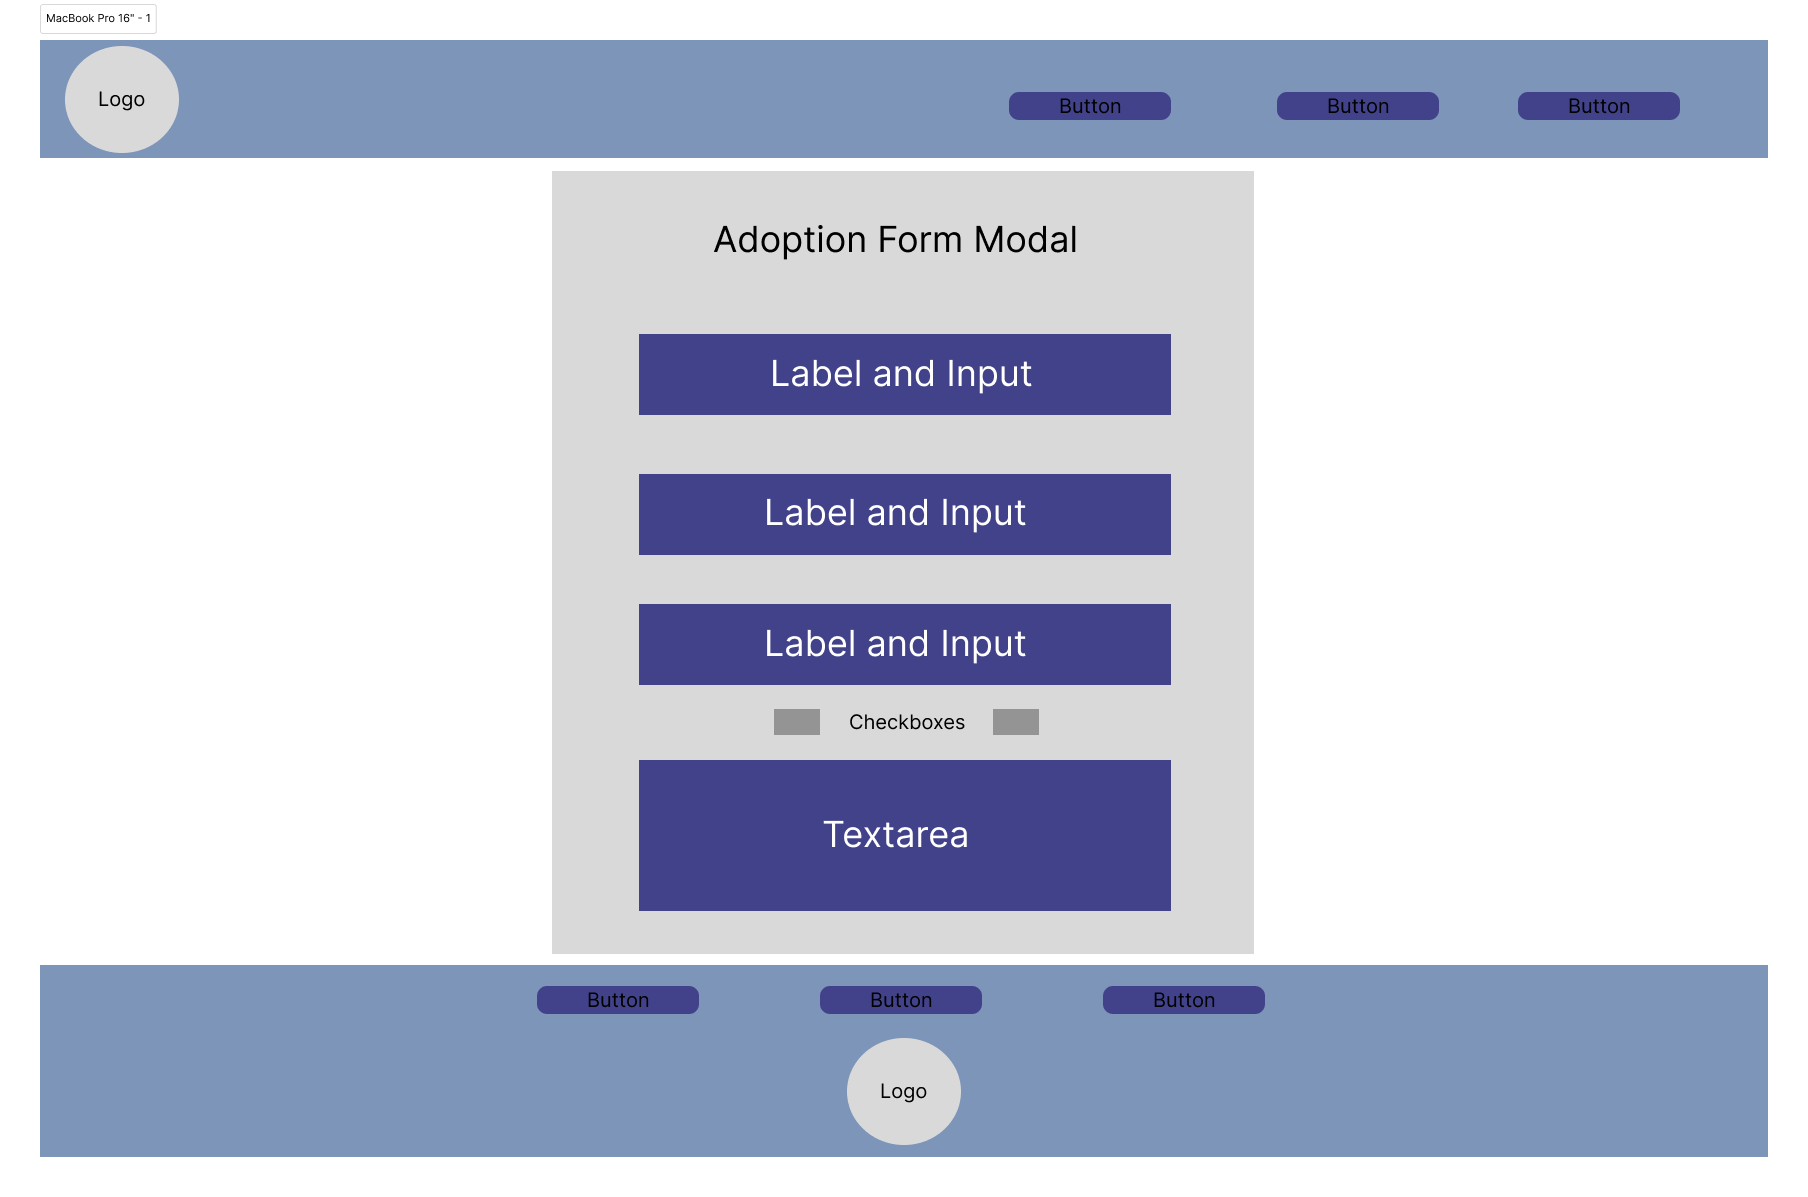 MacBook Pro 16" - 1
Logo
Button
Button
Button
Adoption Form Modal
Label and Input
Label and Input
Label and Input
Checkboxes
Textarea
Button
Button
Button
Logo